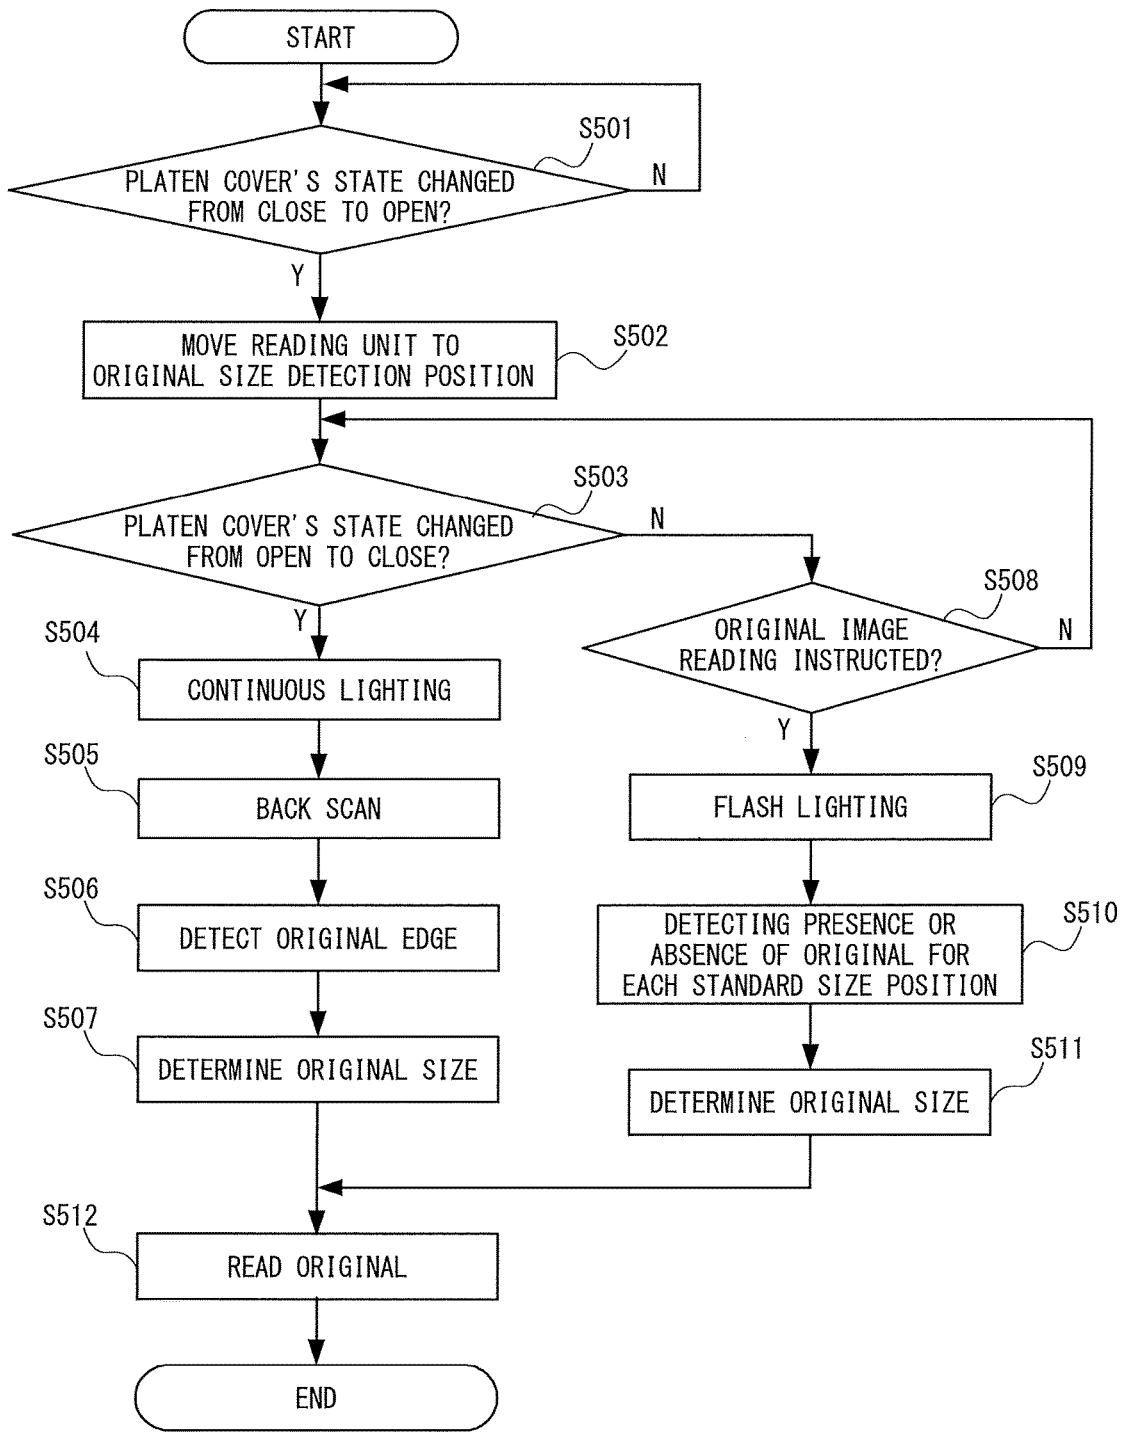 START
S501
PLATEN COVER'S STATE CHANGED
FROM CLOSE TO OPEN?
N
Y
MOVE READING UNIT TO
ORIGINAL SIZE DETECTION POSITION
S502
S503
PLATEN COVER'S STATE CHANGED
FROM OPEN TO CLOSE?
N
Y
S508
ORIGINAL IMAGE
READING INSTRUCTED?
N
Y
S504
CONTINUOUS LIGHTING
S505
BACK SCAN
S509
FLASH LIGHTING
S506
DETECT ORIGINAL EDGE
S510
DETECTING PRESENCE OR
ABSENCE OF ORIGINAL FOR
EACH STANDARD SIZE POSITION
S507
DETERMINE ORIGINAL SIZE
S511
DETERMINE ORIGINAL SIZE
S512
READ ORIGINAL
END